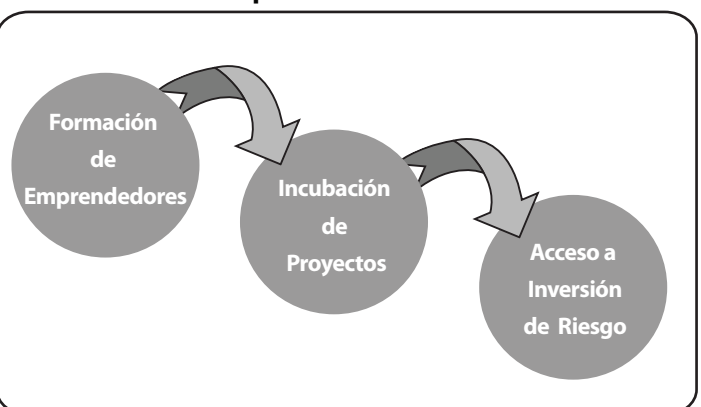 Formación
de
Emprendedores
Incubación
de
Proyectos
Acceso a
Inversión
de Riesgo